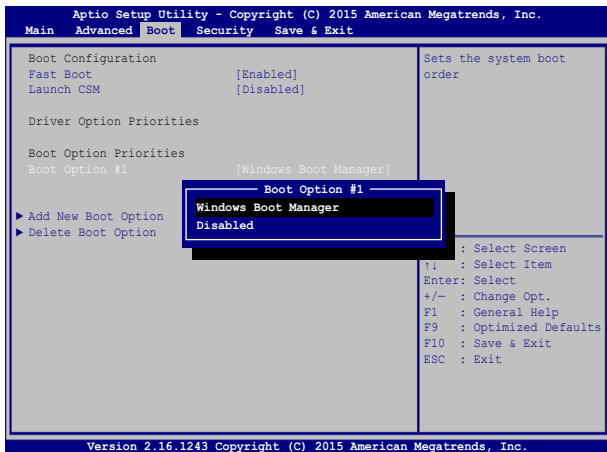 Aptio Setup Utility - Copyright (C) 2015 American Megatrends, Inc.
Main Advanced Boot Security Save & Exit
Boot Configuration
Fast Boot [Enabled]
Launch CSM [Disabled]
Driver Option Priorities
Boot Option Priorities
Boot Option #1 [Windows Boot Manager]
Add New Boot Option
Delete Boot Option
Boot Option #1
Windows Boot Manager
Disabled
Sets the system boot
order
: Select Screen
↑↓ : Select Item
Enter: Select
+/— : Change Opt.
F1 : General Help
F9 : Optimized Defaults
F10 : Save & Exit
ESC : Exit
Version 2.16.1243 Copyright (C) 2015 American Megatrends, Inc.